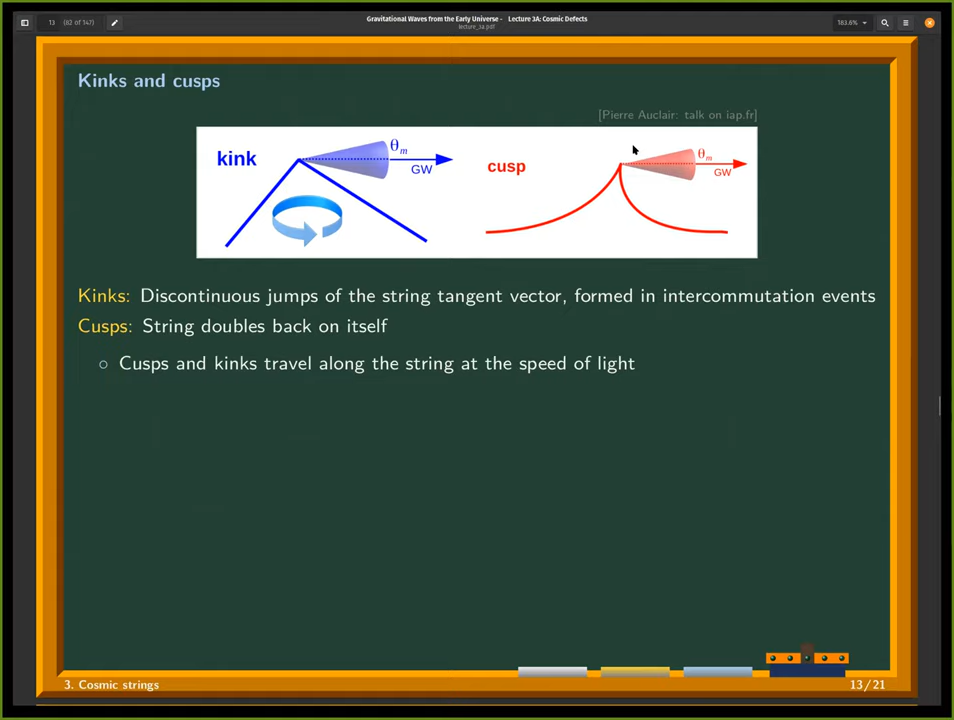 Gravitational Waves from the Early Universe - Lecture 3A: Cosmic Defects
lecture_3a.pdf
13 (82 of 147)
183.6%
Kinks and cusps
[Pierre Auclair: talk on iap.fr]
kink
θm
GW
cusp
θm
GW
Kinks: Discontinuous jumps of the string tangent vector, formed in intercommutation events
Cusps: String doubles back on itself
○ Cusps and kinks travel along the string at the speed of light
3. Cosmic strings
13/21